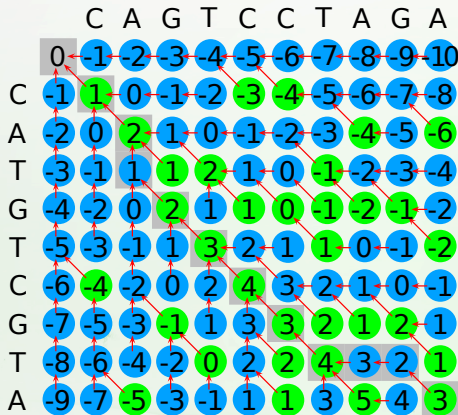 C A G T C C T A G A
0 -1 -2 -3 -4 -5 -6 -7 -8 -9 -10
C -1 1 0 -1 -2 -3 -4 -5 -6 -7 -8
A -2 0 2 1 0 -1 -2 -3 -4 -5 -6
T -3 -1 1 1 2 1 0 -1 -2 -3 -4
G -4 -2 0 2 1 1 0 -1 -2 -1 -2
T -5 -3 -1 1 3 2 1 1 0 -1 -2
C -6 -4 -2 0 2 4 3 2 1 0 -1
G -7 -5 -3 -1 1 3 3 2 1 2 1
T -8 -6 -4 -2 0 2 2 4 3 2 1
A -9 -7 -5 -3 -1 1 1 3 5 4 3